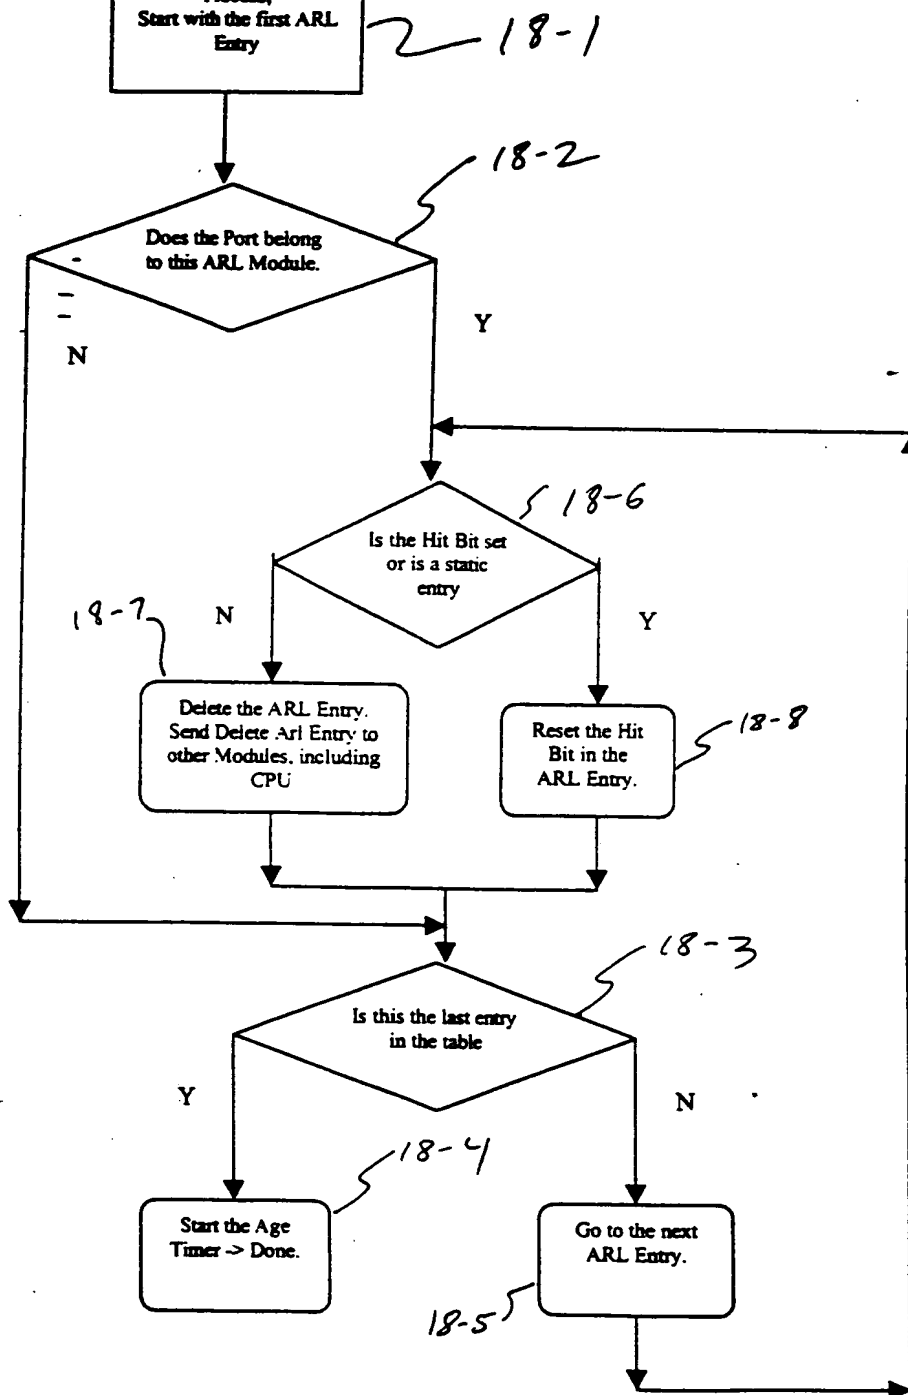 Start with the first ARL
Entry
18-1
18-2
Does the Port belong
to this ARL Module.
Y
N
18-6
Is the Hit Bit set
or is a static
entry
18-7
N
Y
Delete the ARL Entry.
Send Delete Arl Entry to
other Modules, including
CPU
Reset the Hit
Bit in the
ARL Entry.
18-8
18-3
Is this the last entry
in the table
Y
N
18-4
Start the Age
Timer -> Done.
Go to the next
ARL Entry.
18-5